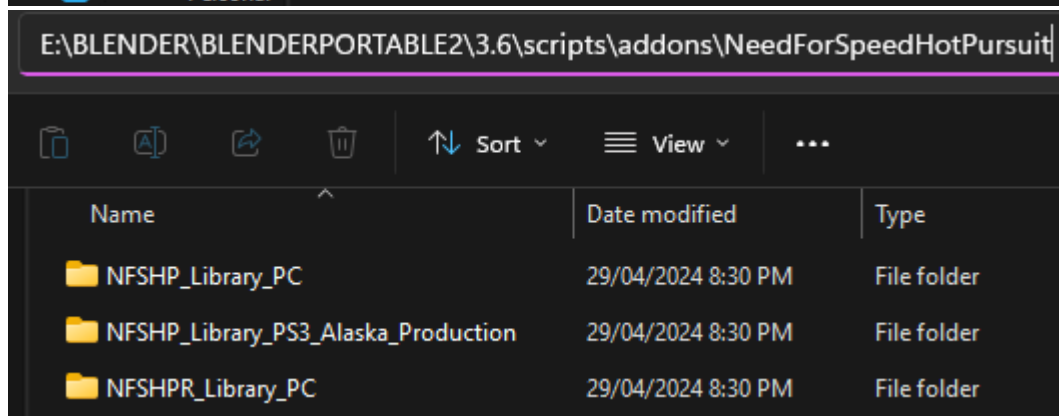 Personal
E:\BLENDER\BLENDERPORTABLE2\3.6\scripts\addons\NeedForSpeedHotPursuit
Sort View
Name Date modified Type
NFSHP_Library_PC 29/04/2024 8:30 PM File folder
NFSHP_Library_PS3_Alaska_Production 29/04/2024 8:30 PM File folder
NFSHPR_Library_PC 29/04/2024 8:30 PM File folder